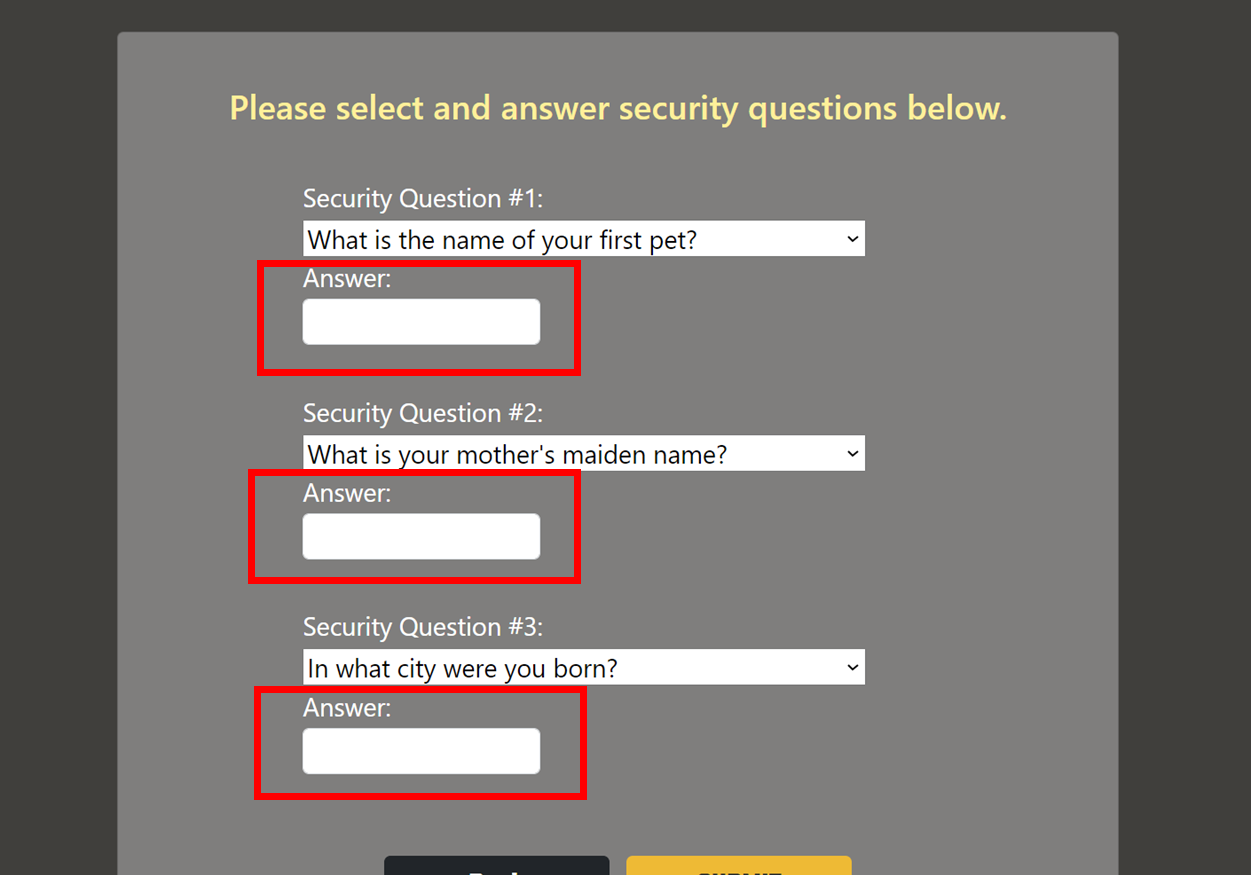 Please select and answer security questions below.
Security Question #1:
What is the name of your first pet?
Answer:
Security Question #2:
What is your mother's maiden name?
Answer:
Security Question #3:
In what city were you born?
Answer: